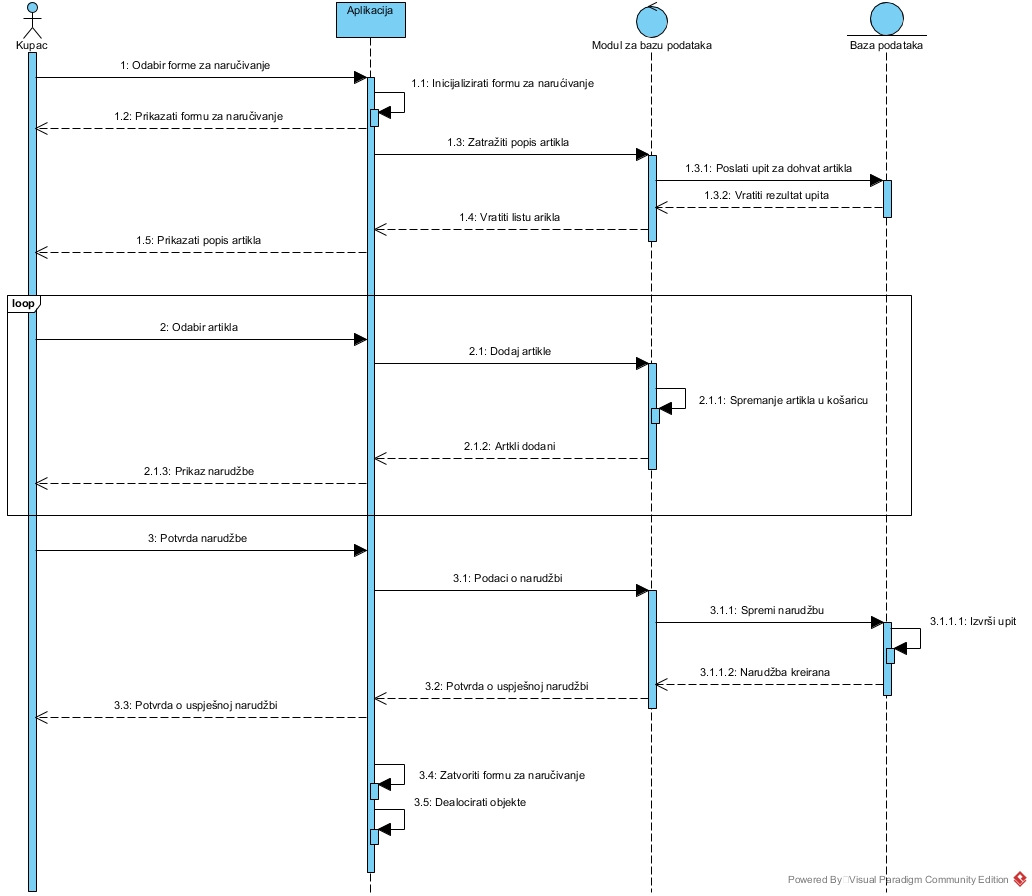 Kupac
Aplikacija
Modul za bazu podataka
Baza podataka
1: Odabir forme za naručivanje
1.1: Inicijalizirati formu za narućivanje
1.2: Prikazati formu za naručivanje
1.3: Zatražiti popis artikla
1.3.1: Poslati upit za dohvat artikla
1.3.2: Vratiti rezultat upita
1.4: Vratiti listu arikla
1.5: Prikazati popis artikla
loop
2: Odabir artikla
2.1: Dodaj artikle
2.1.1: Spremanje artikla u košaricu
2.1.2: Artkli dodani
2.1.3: Prikaz narudžbe
3: Potvrda narudžbe
3.1: Podaci o narudžbi
3.1.1: Spremi narudžbu
3.1.1.1: Izvrši upit
3.1.1.2: Narudžba kreirana
3.2: Potvrda o uspješnoj narudžbi
3.3: Potvrda o uspješnoj narudžbi
3.4: Zatvoriti formu za naručivanje
3.5: Dealocirati objekte
Powered By Visual Paradigm Community Edition